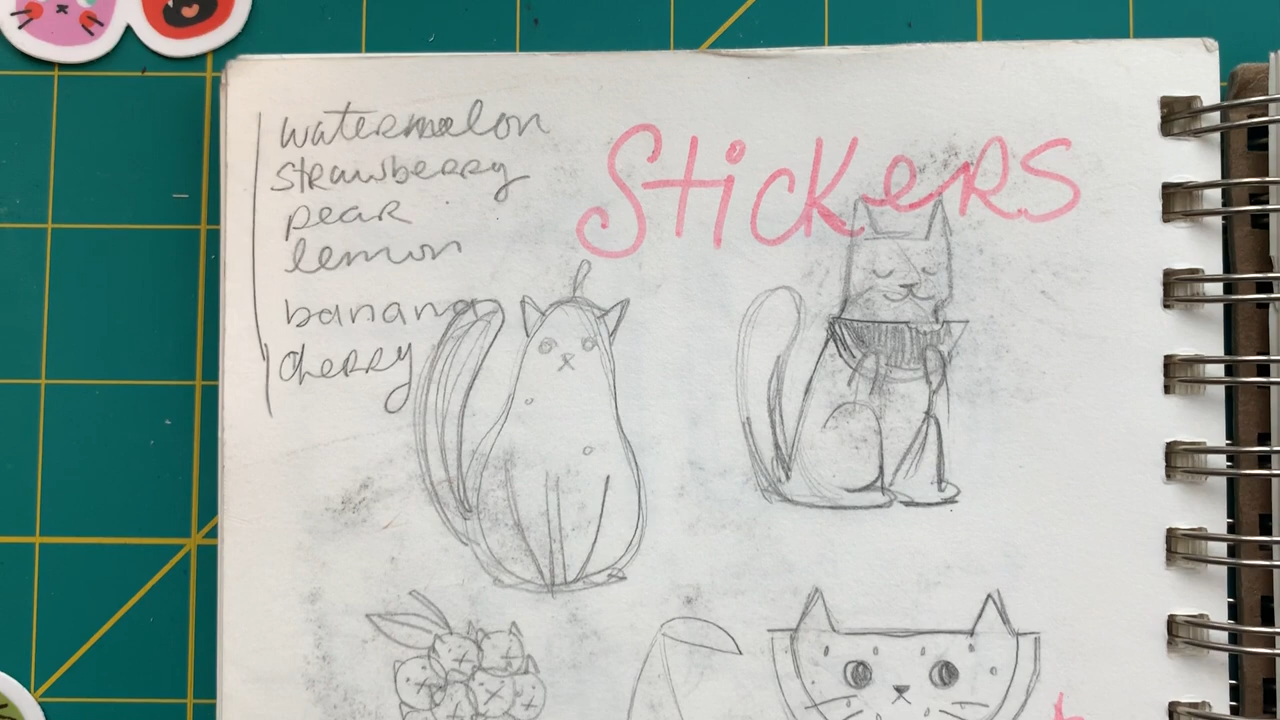 watermelon
strawberry
pear
lemon
banana
cherry
Stickers